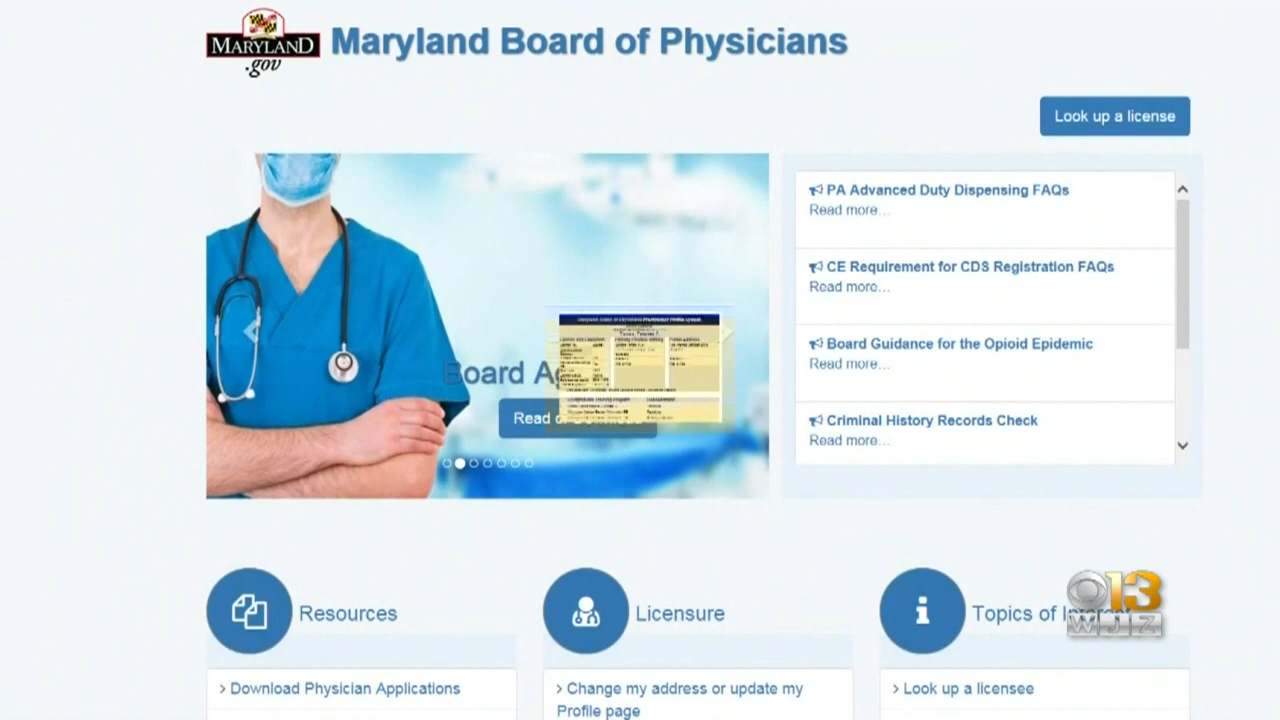 MARYLAND
.gov
Maryland Board of Physicians
Look up a license
PA Advanced Duty Dispensing FAQs
Read more...
CE Requirement for CDS Registration FAQs
Read more...
Board Guidance for the Opioid Epidemic
Read more...
Criminal History Records Check
Read more...
Board
Read
Resources
Licensure
Topics of
13
WJZ
> Download Physician Applications
> Change my address or update my
Profile page
> Look up a licensee